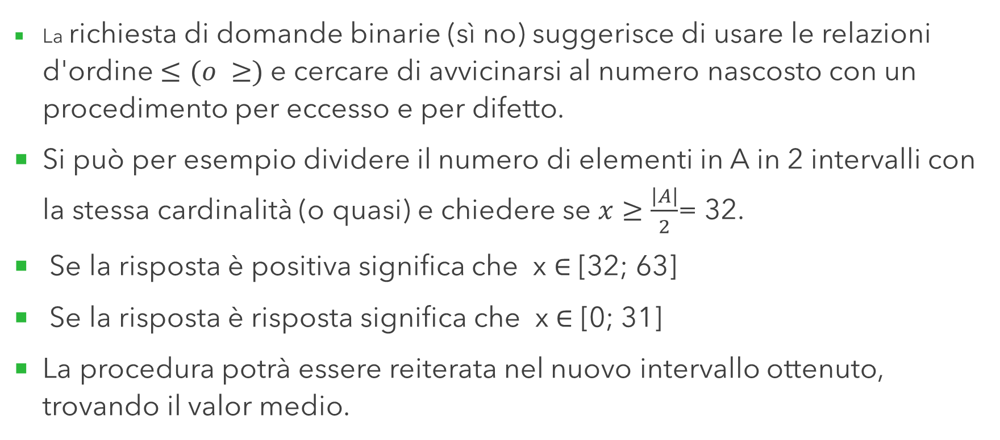 ▪ La richiesta di domande binarie (sì no) suggerisce di usare le relazioni
d'ordine ≤ (o ≥) e cercare di avvicinarsi al numero nascosto con un
procedimento per eccesso e per difetto.
▪ Si può per esempio dividere il numero di elementi in A in 2 intervalli con
la stessa cardinalità (o quasi) e chiedere se x ≥ |A|/2 = 32.
▪ Se la risposta è positiva significa che x ∈ [32; 63]
▪ Se la risposta è risposta significa che x ∈ [0; 31]
▪ La procedura potrà essere reiterata nel nuovo intervallo ottenuto,
trovando il valor medio.